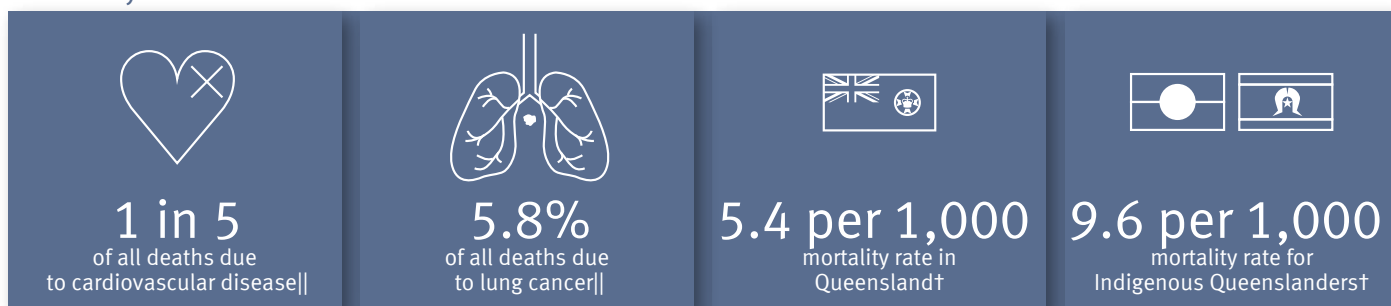 1 in 5
of all deaths due
to cardiovascular disease||
5.8%
of all deaths due
to lung cancer||
5.4 per 1,000
mortality rate in
Queensland†
9.6 per 1,000
mortality rate for
Indigenous Queenslanders†